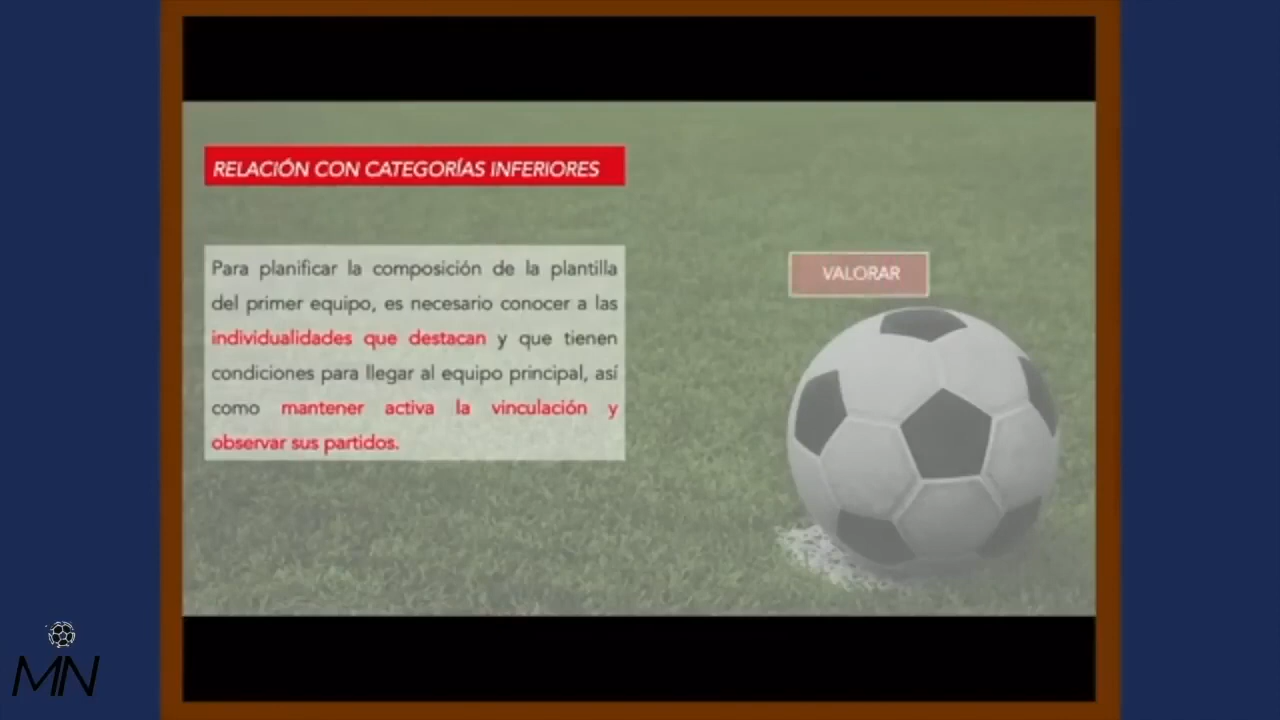 RELACIÓN CON CATEGORÍAS INFERIORES
Para planificar la composición de la plantilla
del primer equipo, es necesario conocer a las
individualidades que destacan y que tienen
condiciones para llegar al equipo principal, así
como mantener activa la vinculación y
observar sus partidos.
VALORAR
MN